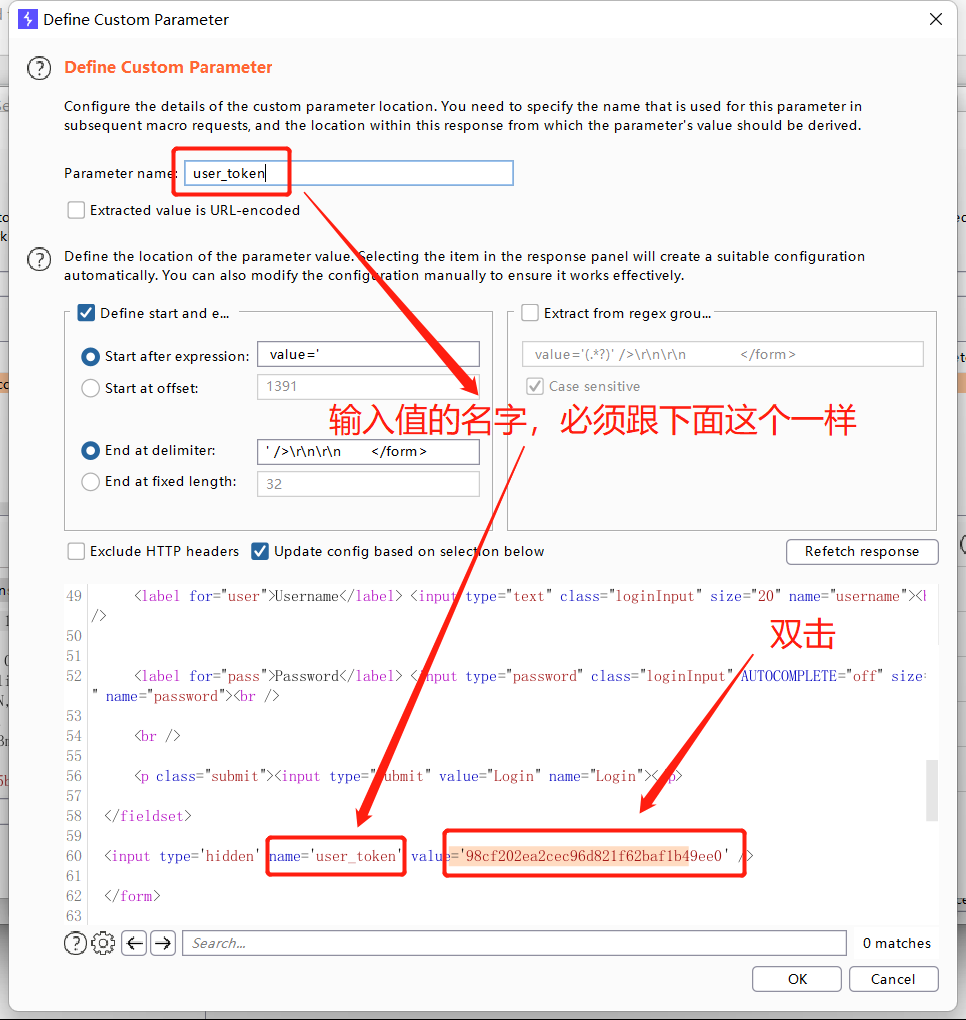 Define Custom Parameter
Define Custom Parameter
Configure the details of the custom parameter location. You need to specify the name that is used for this parameter in
subsequent macro requests, and the location within this response from which the parameter's value should be derived.
Parameter name: user_token
Extracted value is URL-encoded
Define the location of the parameter value. Selecting the item in the response panel will create a suitable configuration
automatically. You can also modify the configuration manually to ensure it works effectively.
Define start and e...
Extract from regex grou...
Start after expression: value='
value='(.*?)' />\r\n\r\n </form>
Start at offset: 1391
Case sensitive
输入值的名字，必须跟下面这个一样
End at delimiter: ' />\r\n\r\n </form>
End at fixed length: 32
Exclude HTTP headers
Update config based on selection below
Refetch response
49 <label for="user">Username</label> <input type="text" class="loginInput" size="20" name="username"><b
/>
50
双击
51
52 <label for="pass">Password</label> <input type="password" class="loginInput" AUTOCOMPLETE="off" size=
" name="password"><br />
53
54 <br />
55
56 <p class="submit"><input type="submit" value="Login" name="Login"></p>
57
58 </fieldset>
59
60 <input type='hidden' name='user_token' value='98cf202ea2cec96d821f62baf1b49ee0' />
61
62 </form>
63
Search...
0 matches
OK
Cancel